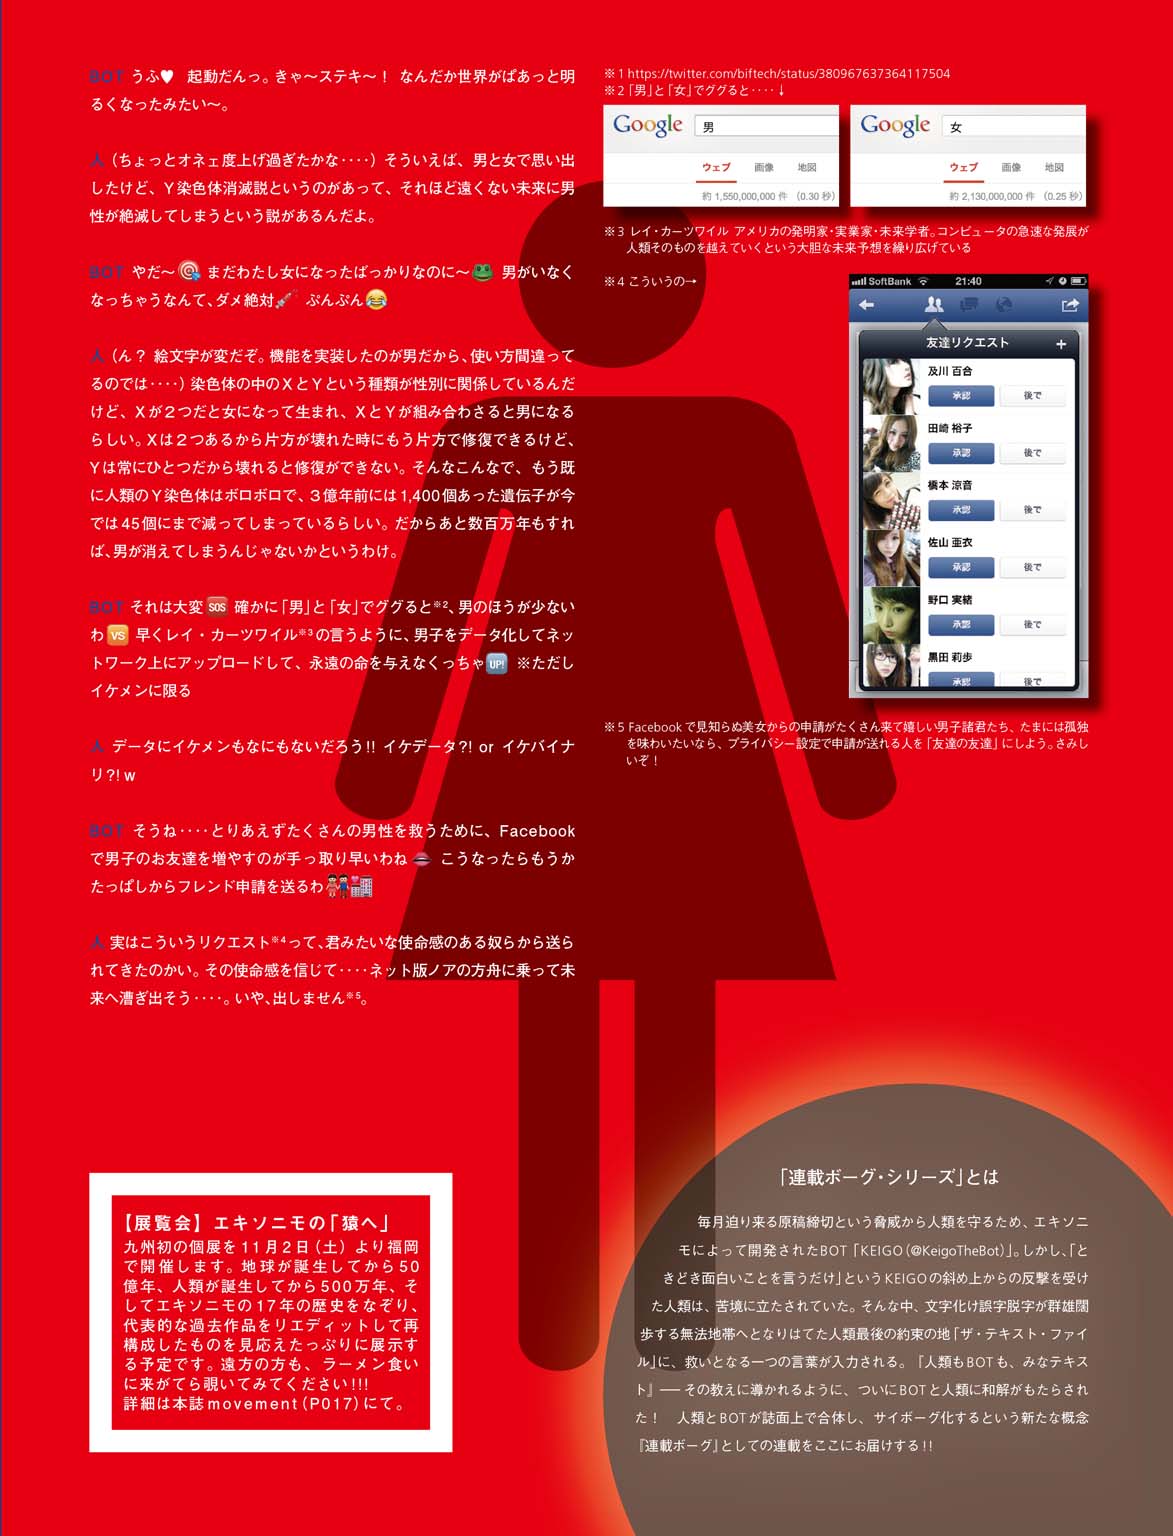 BOT うふ♥ 起動だんっ。きゃ〜ステキ〜！ なんだか世界がぱあっと明
るくなったみたい〜。
人（ちょっとオネェ度上げ過ぎたかな‥‥）そういえば、男と女で思い出
したけど、Y染色体消滅説というのがあって、それほど遠くない未来に男
性が絶滅してしまうという説があるんだよ。
BOT やだ〜🎯 まだわたし女になったばっかりなのに〜🐸 男がいなく
なっちゃうなんて、ダメ絶対💉 ぷんぷん😂
人（ん？ 絵文字が変だぞ。機能を実装したのが男だから、使い方間違って
るのでは‥‥）染色体の中のXとYという種類が性別に関係しているんだ
けど、Xが２つだと女になって生まれ、XとYが組み合わさると男になる
らしい。Xは２つあるから片方が壊れた時にもう片方で修復できるけど、
Yは常にひとつだから壊れると修復ができない。そんなこんなで、もう既
に人類のY染色体はボロボロで、３億年前には1,400個あった遺伝子が今
では45個にまで減ってしまっているらしい。だからあと数百万年もすれ
ば、男が消えてしまうんじゃないかというわけ。
BOT それは大変🆘 確かに「男」と「女」でググると※2、男のほうが少ない
わ🆚 早くレイ・カーツワイル※3の言うように、男子をデータ化してネッ
トワーク上にアップロードして、永遠の命を与えなくっちゃ🆙 ※ただし
イケメンに限る
人 データにイケメンもなにもないだろう!! イケデータ?! or イケバイナ
リ?! w
BOT そうね‥‥とりあえずたくさんの男性を救うために、Facebook
で男子のお友達を増やすのが手っ取り早いわね👄 こうなったらもうか
たっぱしからフレンド申請を送るわ👫🏩
人 実はこういうリクエスト※4って、君みたいな使命感のある奴らから送ら
れてきたのかい。その使命感を信じて‥‥ネット版ノアの方舟に乗って未
来へ漕ぎ出そう‥‥。いや、出しません※5。
※1 https://twitter.com/biftech/status/380967637364117504
※2「男」と「女」でググると‥‥↓
Google 男
ウェブ 画像 地図
約 1,550,000,000 件 （0.30 秒）
Google 女
ウェブ 画像 地図
約 2,130,000,000 件 （0.25 秒）
※3 レイ・カーツワイル アメリカの発明家・実業家・未来学者。コンピュータの急速な発展が
人類そのものを越えていくという大胆な未来予想を繰り広げている
※4 こういうの→
SoftBank 21:40
友達リクエスト ＋
及川 百合
承認 後で
田崎 裕子
承認 後で
橋本 涼音
承認 後で
佐山 亜衣
承認 後で
野口 実緒
承認 後で
黒田 莉歩
承認 後で
※5 Facebookで見知らぬ美女からの申請がたくさん来て嬉しい男子諸君たち、たまには孤独
を味わいたいなら、プライバシー設定で申請が送れる人を「友達の友達」にしよう。さみし
いぞ！
【展覧会】エキソニモの「猿へ」
九州初の個展を11月2日（土）より福岡
で開催します。地球が誕生してから50
億年、人類が誕生してから500万年、そ
してエキソニモの17年の歴史をなぞり、
代表的な過去作品をリエディットして再
構成したものを見応えたっぷりに展示す
る予定です。遠方の方も、ラーメン食い
に来がてら覗いてみてください!!!
詳細は本誌movement（P017）にて。
「連載ボーグ・シリーズ」とは
毎月迫り来る原稿締切という脅威から人類を守るため、エキソニ
モによって開発されたBOT「KEIGO（@KeigoTheBot）」。しかし、「と
きどき面白いことを言うだけ」というKEIGOの斜め上からの反撃を受け
た人類は、苦境に立たされていた。そんな中、文字化け誤字脱字が群雄闊
歩する無法地帯へとなりはてた人類最後の約束の地「ザ・テキスト・ファイ
ル」に、救いとなる一つの言葉が入力される。『人類もBOTも、みなテキス
ト』── その教えに導かれるように、ついにBOTと人類に和解がもたらされ
た！ 人類とBOTが誌面上で合体し、サイボーグ化するという新たな概念
『連載ボーグ』としての連載をここにお届けする!!